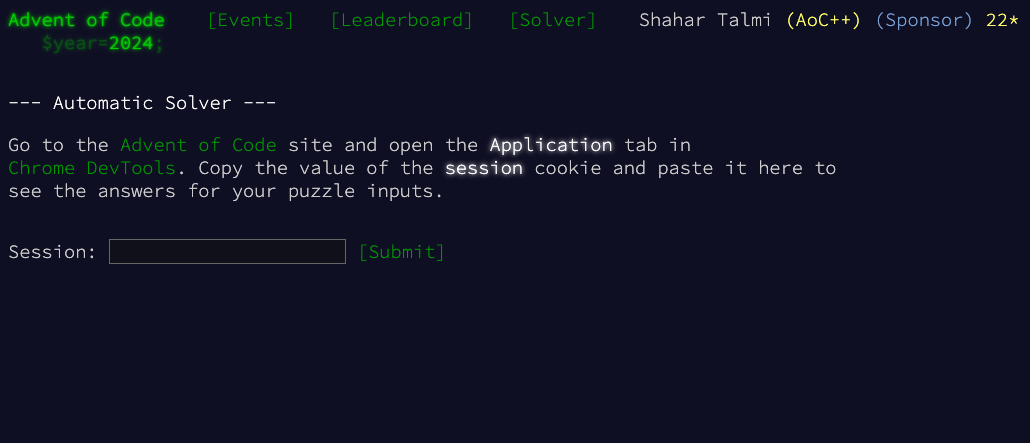 Advent of Code [Events] [Leaderboard] [Solver] Shahar Talmi (AoC++) (Sponsor) 22*
$year=2024;
--- Automatic Solver ---
Go to the Advent of Code site and open the Application tab in
Chrome DevTools. Copy the value of the session cookie and paste it here to
see the answers for your puzzle inputs.
Session: [Submit]